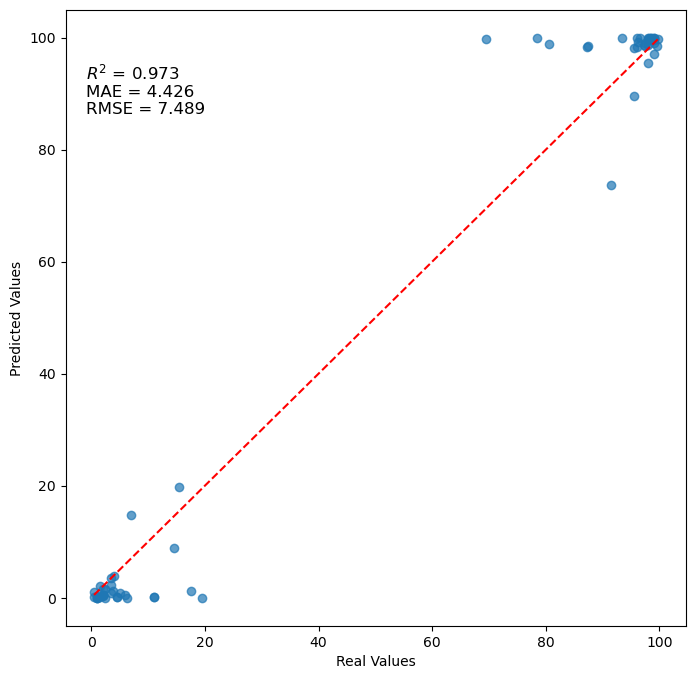 100
R² = 0.973
MAE = 4.426
RMSE = 7.489
80
60
Predicted Values
40
20
0
0 20 40 60 80 100
Real Values